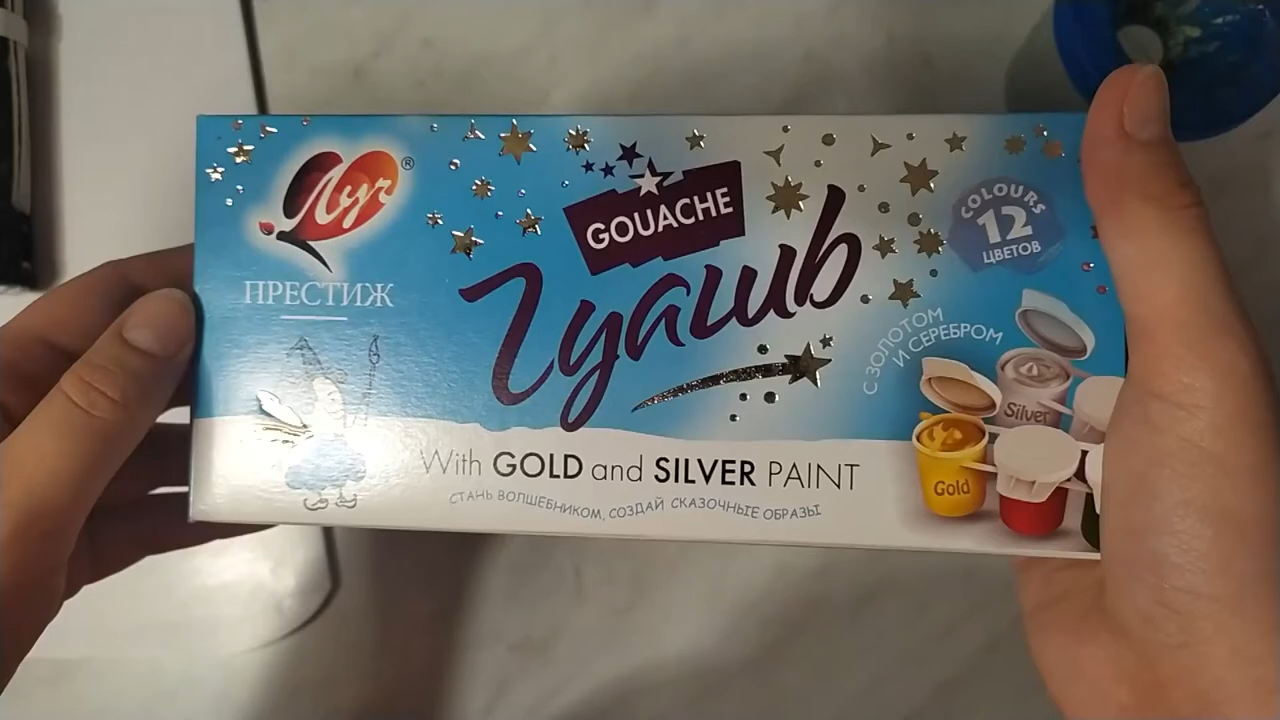 Луч®
ПРЕСТИЖ
GOUACHE
Гуашь
COLOURS
12
ЦВЕТОВ
С ЗОЛОТОМ
И СЕРЕБРОМ
Silver
Gold
With GOLD and SILVER PAINT
СТАНЬ ВОЛШЕБНИКОМ, СОЗДАЙ СКАЗОЧНЫЕ ОБРАЗЫ